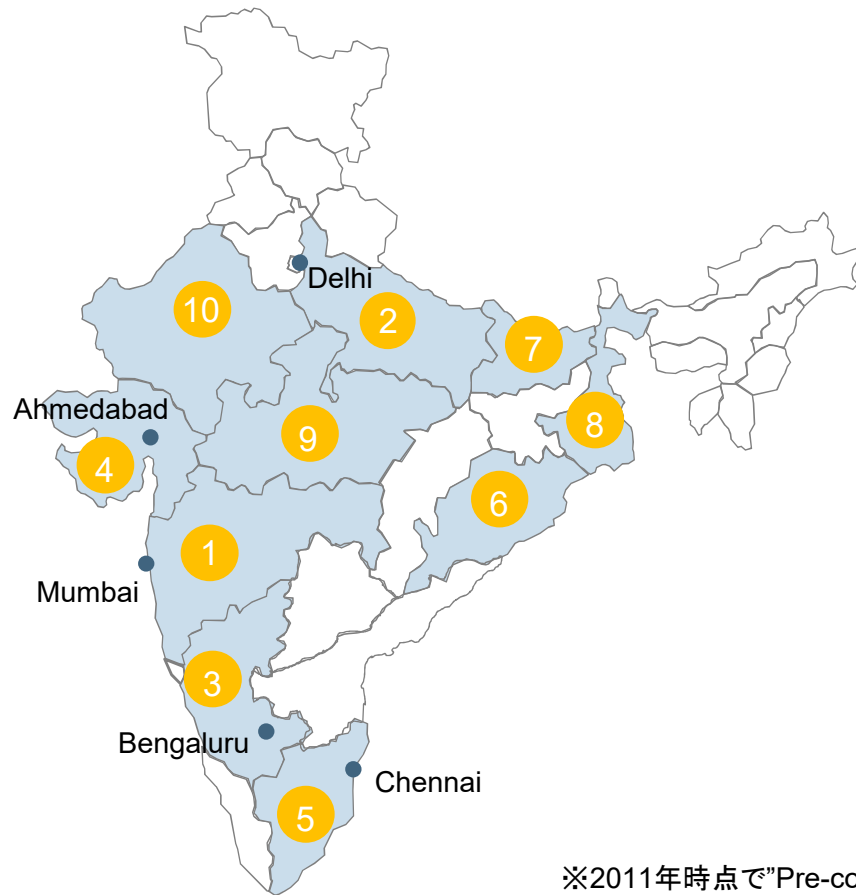 10
Delhi
2
7
Ahmedabad
8
9
4
6
1
Mumbai
3
Bengaluru
Chennai
5
※2011年時点で"Pre-co